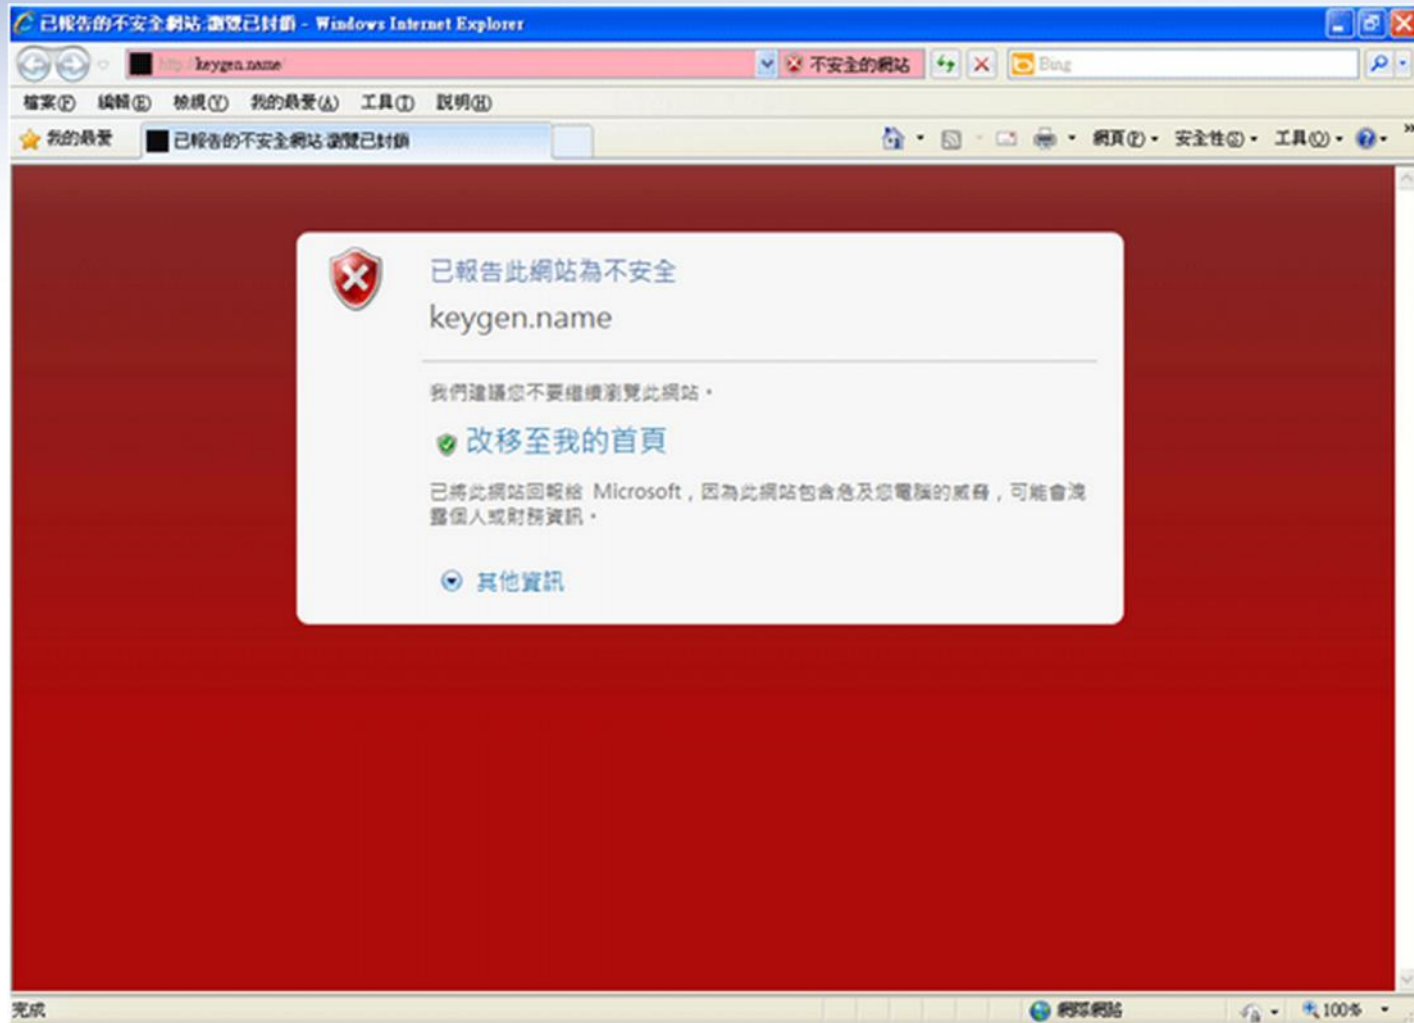 已報告的不安全網站:瀏覽已封鎖 - Windows Internet Explorer
http://keygen.name/
不安全的網站
Bing
檔案(F) 編輯(E) 檢視(V) 我的最愛(A) 工具(T) 說明(H)
我的最愛
已報告的不安全網站:瀏覽已封鎖
網頁(P) 安全性(S) 工具(O)
已報告此網站為不安全
keygen.name
我們建議您不要繼續瀏覽此網站。
改移至我的首頁
已將此網站回報給 Microsoft，因為此網站包含危及您電腦的威脅，可能會洩
露個人或財務資訊。
其他資訊
完成
網際網路
100%